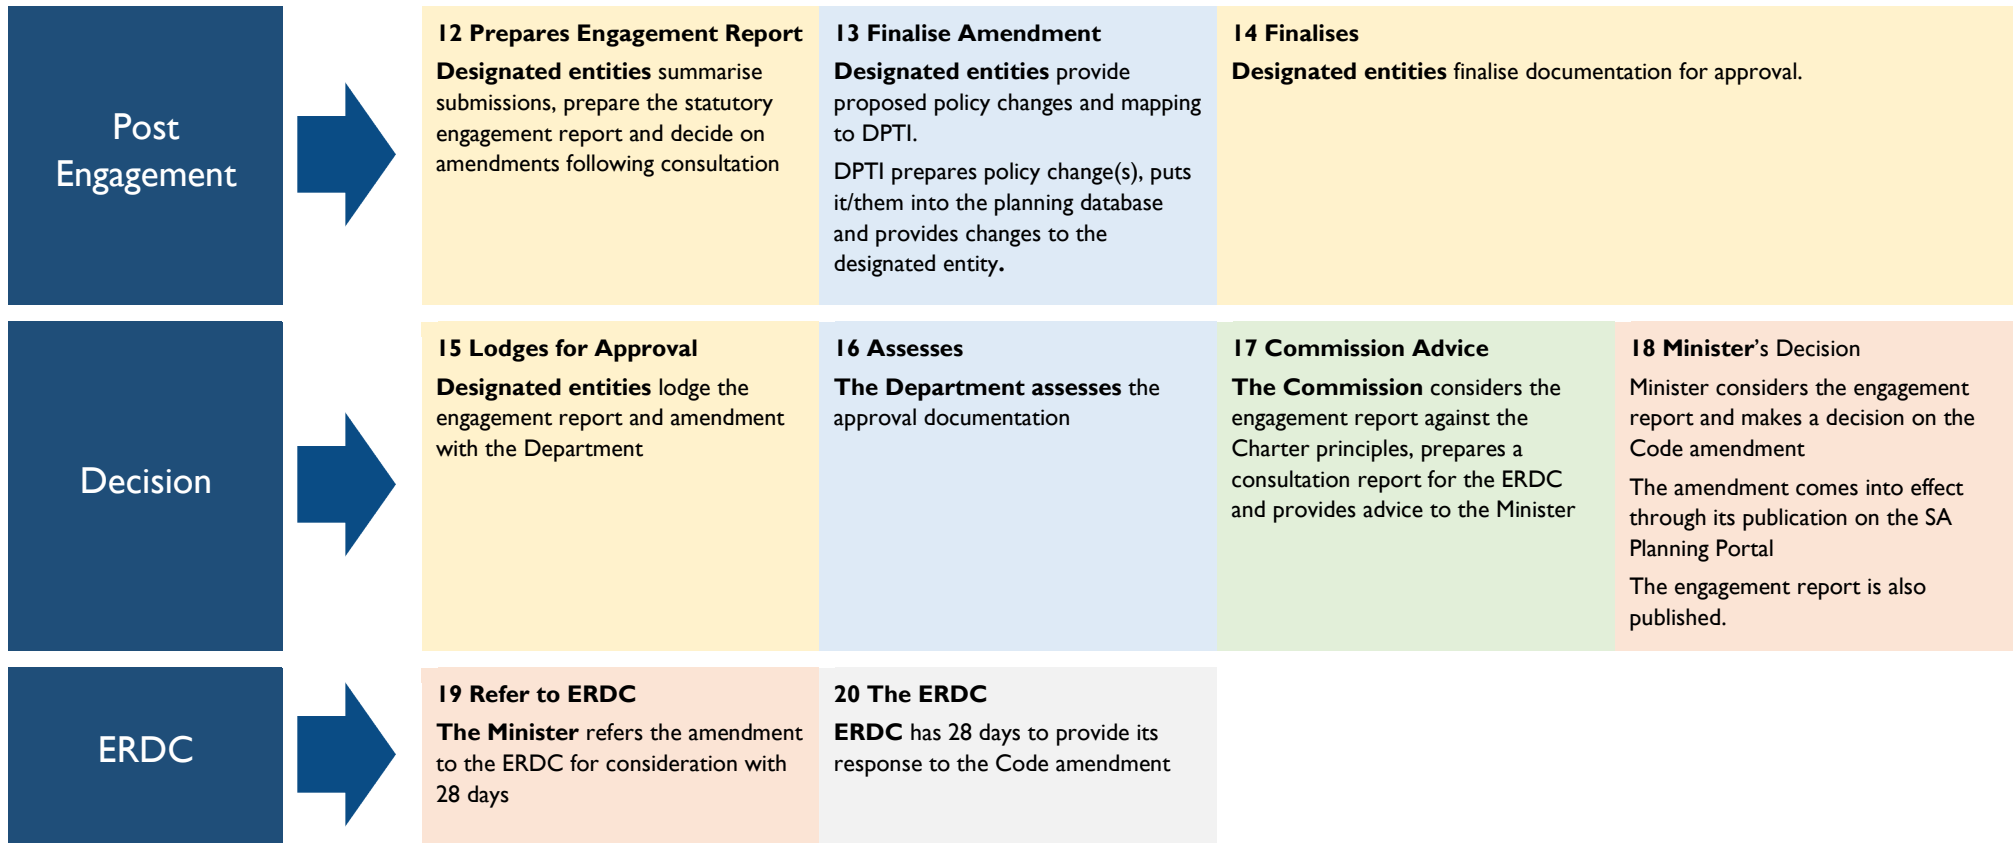 Post
Engagement
12 Prepares Engagement Report
Designated entities summarise
submissions, prepare the statutory
engagement report and decide on
amendments following consultation
13 Finalise Amendment
Designated entities provide
proposed policy changes and mapping
to DPTI.
DPTI prepares policy change(s), puts
it/them into the planning database
and provides changes to the
designated entity.
14 Finalises
Designated entities finalise documentation for approval.
Decision
15 Lodges for Approval
Designated entities lodge the
engagement report and amendment
with the Department
16 Assesses
The Department assesses the
approval documentation
17 Commission Advice
The Commission considers the
engagement report against the
Charter principles, prepares a
consultation report for the ERDC
and provides advice to the Minister
18 Minister's Decision
Minister considers the engagement
report and makes a decision on the
Code amendment
The amendment comes into effect
through its publication on the SA
Planning Portal
The engagement report is also
published.
ERDC
19 Refer to ERDC
The Minister refers the amendment
to the ERDC for consideration with
28 days
20 The ERDC
ERDC has 28 days to provide its
response to the Code amendment